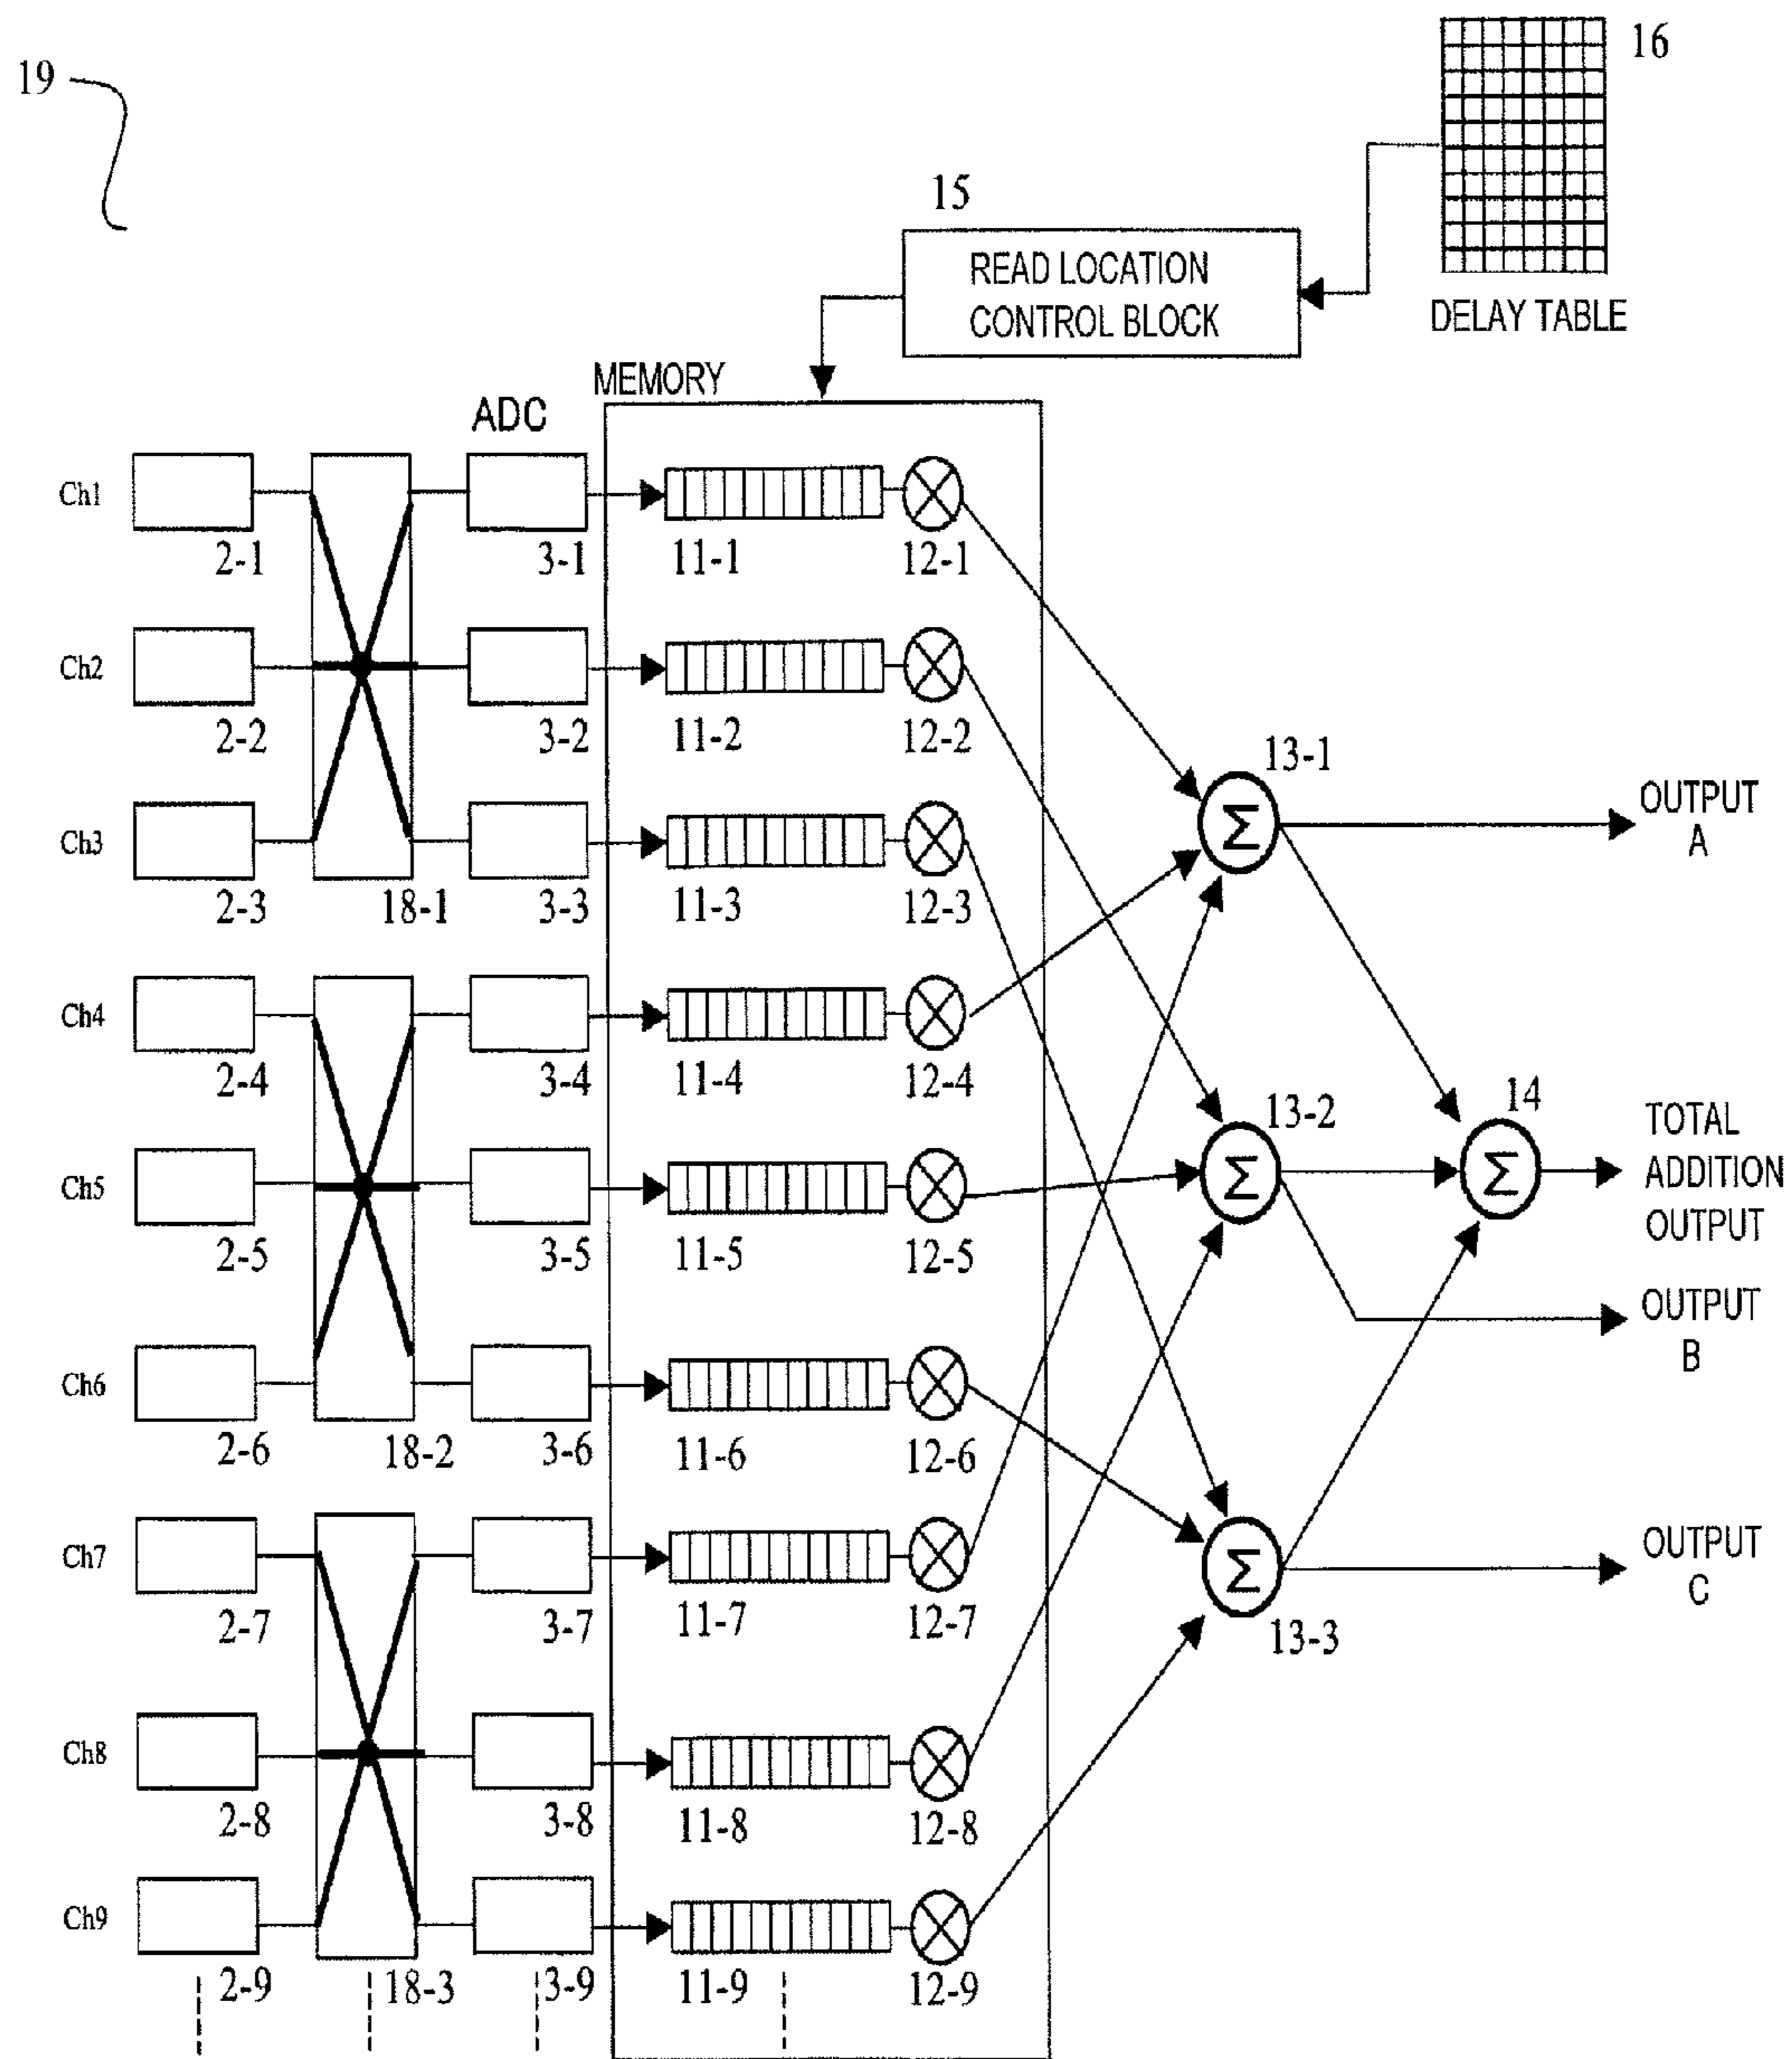 16
19
15
READ LOCATION
CONTROL BLOCK
DELAY TABLE
MEMORY
ADC
Ch1
2-1
3-1
11-1
12-1
Ch2
2-2
3-2
11-2
12-2
13-1
Σ
OUTPUT
A
Ch3
2-3
18-1
3-3
11-3
12-3
Ch4
2-4
3-4
11-4
12-4
13-2
Σ
14
Σ
TOTAL
ADDITION
OUTPUT
Ch5
2-5
3-5
11-5
12-5
OUTPUT
B
Ch6
2-6
18-2
3-6
11-6
12-6
Ch7
2-7
3-7
11-7
12-7
Σ
13-3
OUTPUT
C
Ch8
2-8
3-8
11-8
12-8
Ch9
2-9
18-3
3-9
11-9
12-9